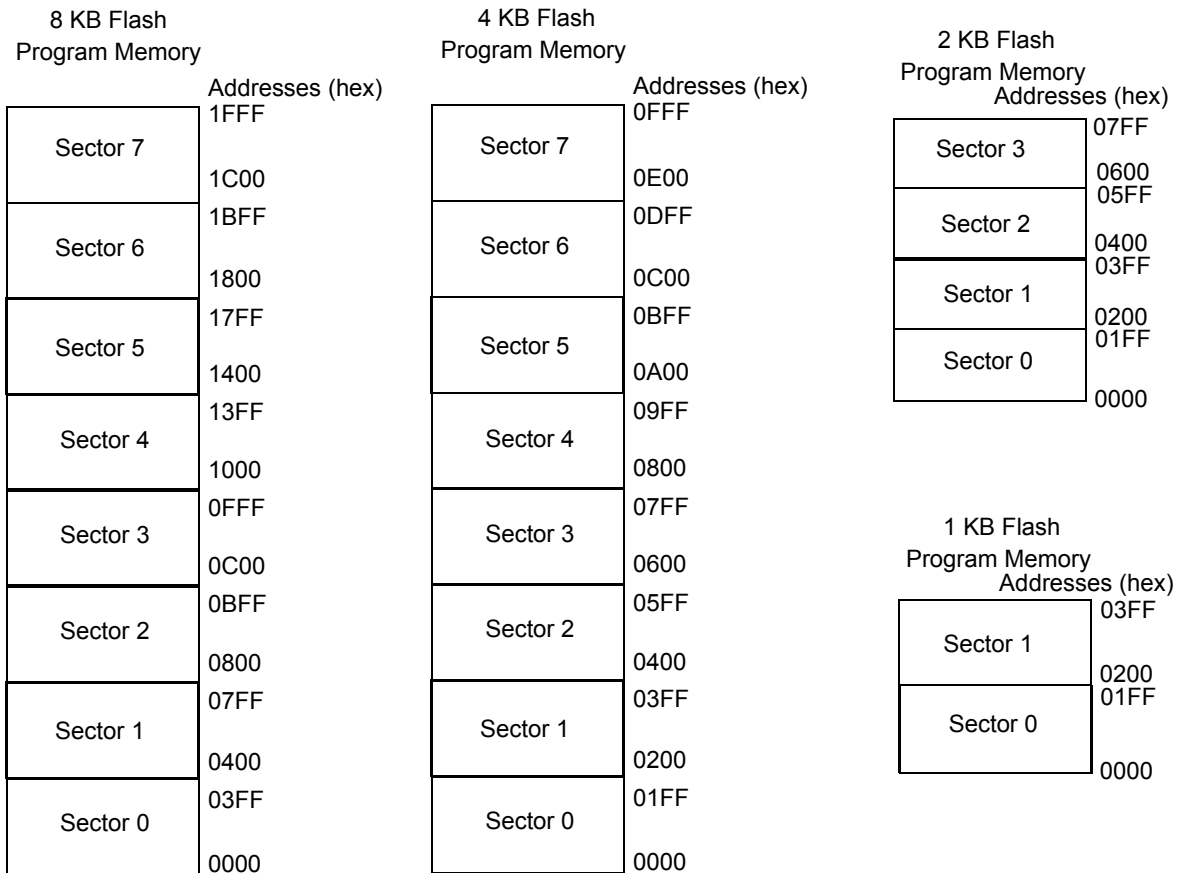 8 KB Flash
Program Memory
Addresses (hex)
1FFF
Sector 7
1C00
1BFF
Sector 6
1800
17FF
Sector 5
1400
13FF
Sector 4
1000
0FFF
Sector 3
0C00
0BFF
Sector 2
0800
07FF
Sector 1
0400
03FF
Sector 0
0000
4 KB Flash
Program Memory
Addresses (hex)
0FFF
Sector 7
0E00
0DFF
Sector 6
0C00
0BFF
Sector 5
0A00
09FF
Sector 4
0800
07FF
Sector 3
0600
05FF
Sector 2
0400
03FF
Sector 1
0200
01FF
Sector 0
0000
2 KB Flash
Program Memory
Addresses (hex)
07FF
Sector 3
0600
05FF
Sector 2
0400
03FF
Sector 1
0200
01FF
Sector 0
0000
1 KB Flash
Program Memory
Addresses (hex)
03FF
Sector 1
0200
01FF
Sector 0
0000